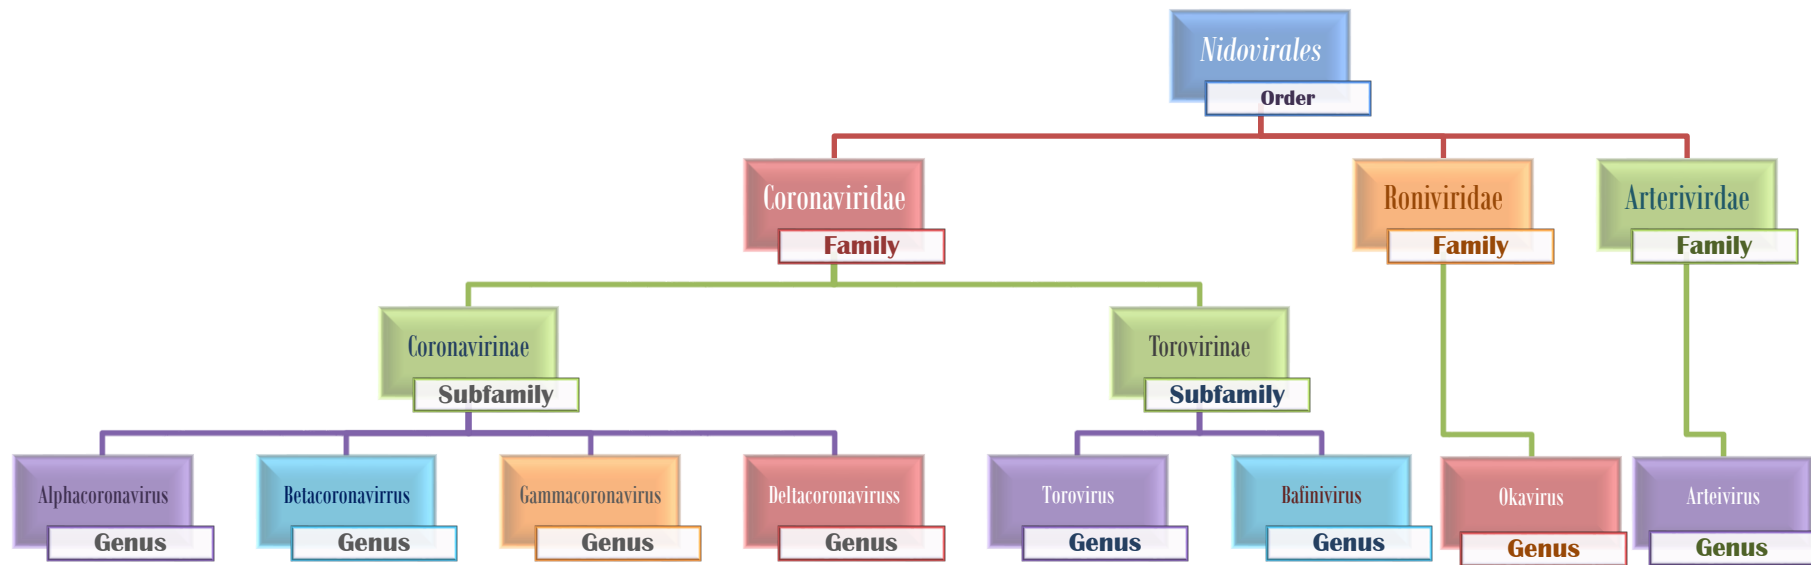 Nidovirales
Order
Coronaviridae
Family
Roniviridae
Family
Arterivirdae
Family
Coronavirinae
Subfamily
Torovirinae
Subfamily
Alphacoronavirus
Genus
Betacoronavirrus
Genus
Gammacoronavirus
Genus
Deltacoronaviruss
Genus
Torovirus
Genus
Bafinivirus
Genus
Okavirus
Genus
Arteivirus
Genus